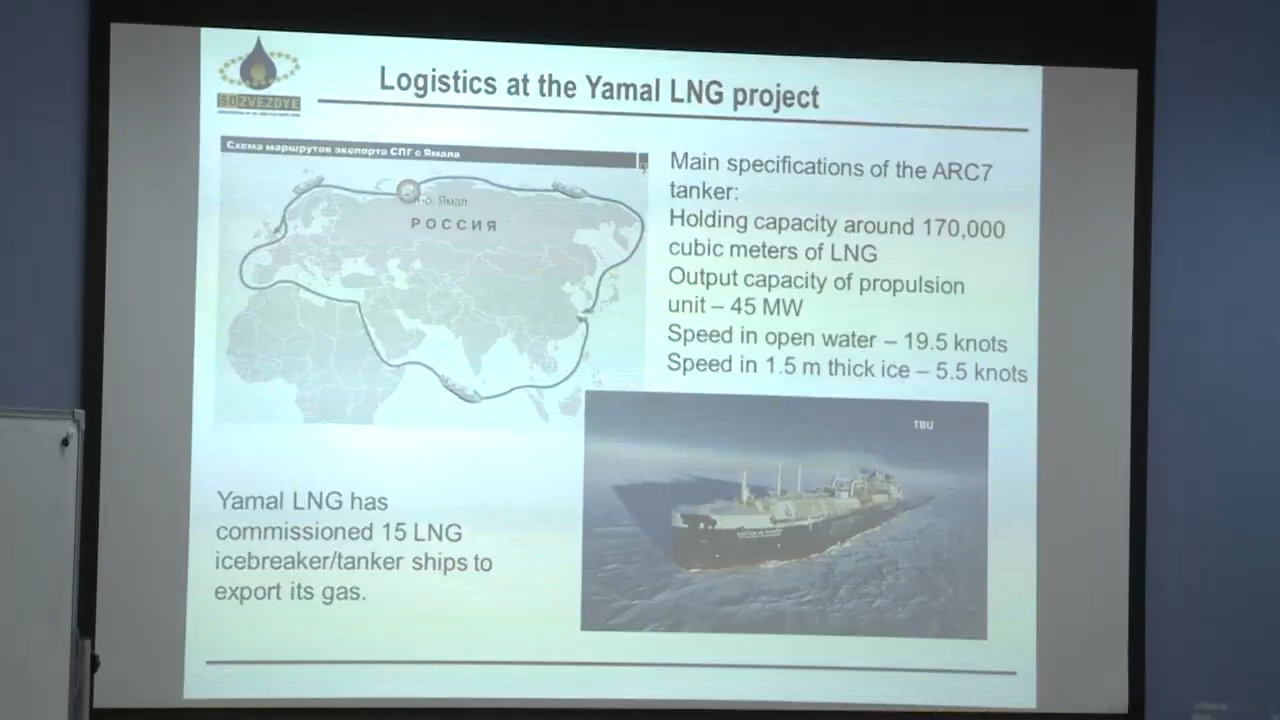 SOZVEZDYE
Logistics at the Yamal LNG project
Схема маршрутов экспорта СПГ с Ямала
п-о. Ямал
РОССИЯ
Main specifications of the ARC7
tanker:
Holding capacity around 170,000
cubic meters of LNG
Output capacity of propulsion
unit – 45 MW
Speed in open water – 19.5 knots
Speed in 1.5 m thick ice – 5.5 knots
TBU
Yamal LNG has
commissioned 15 LNG
icebreaker/tanker ships to
export its gas.